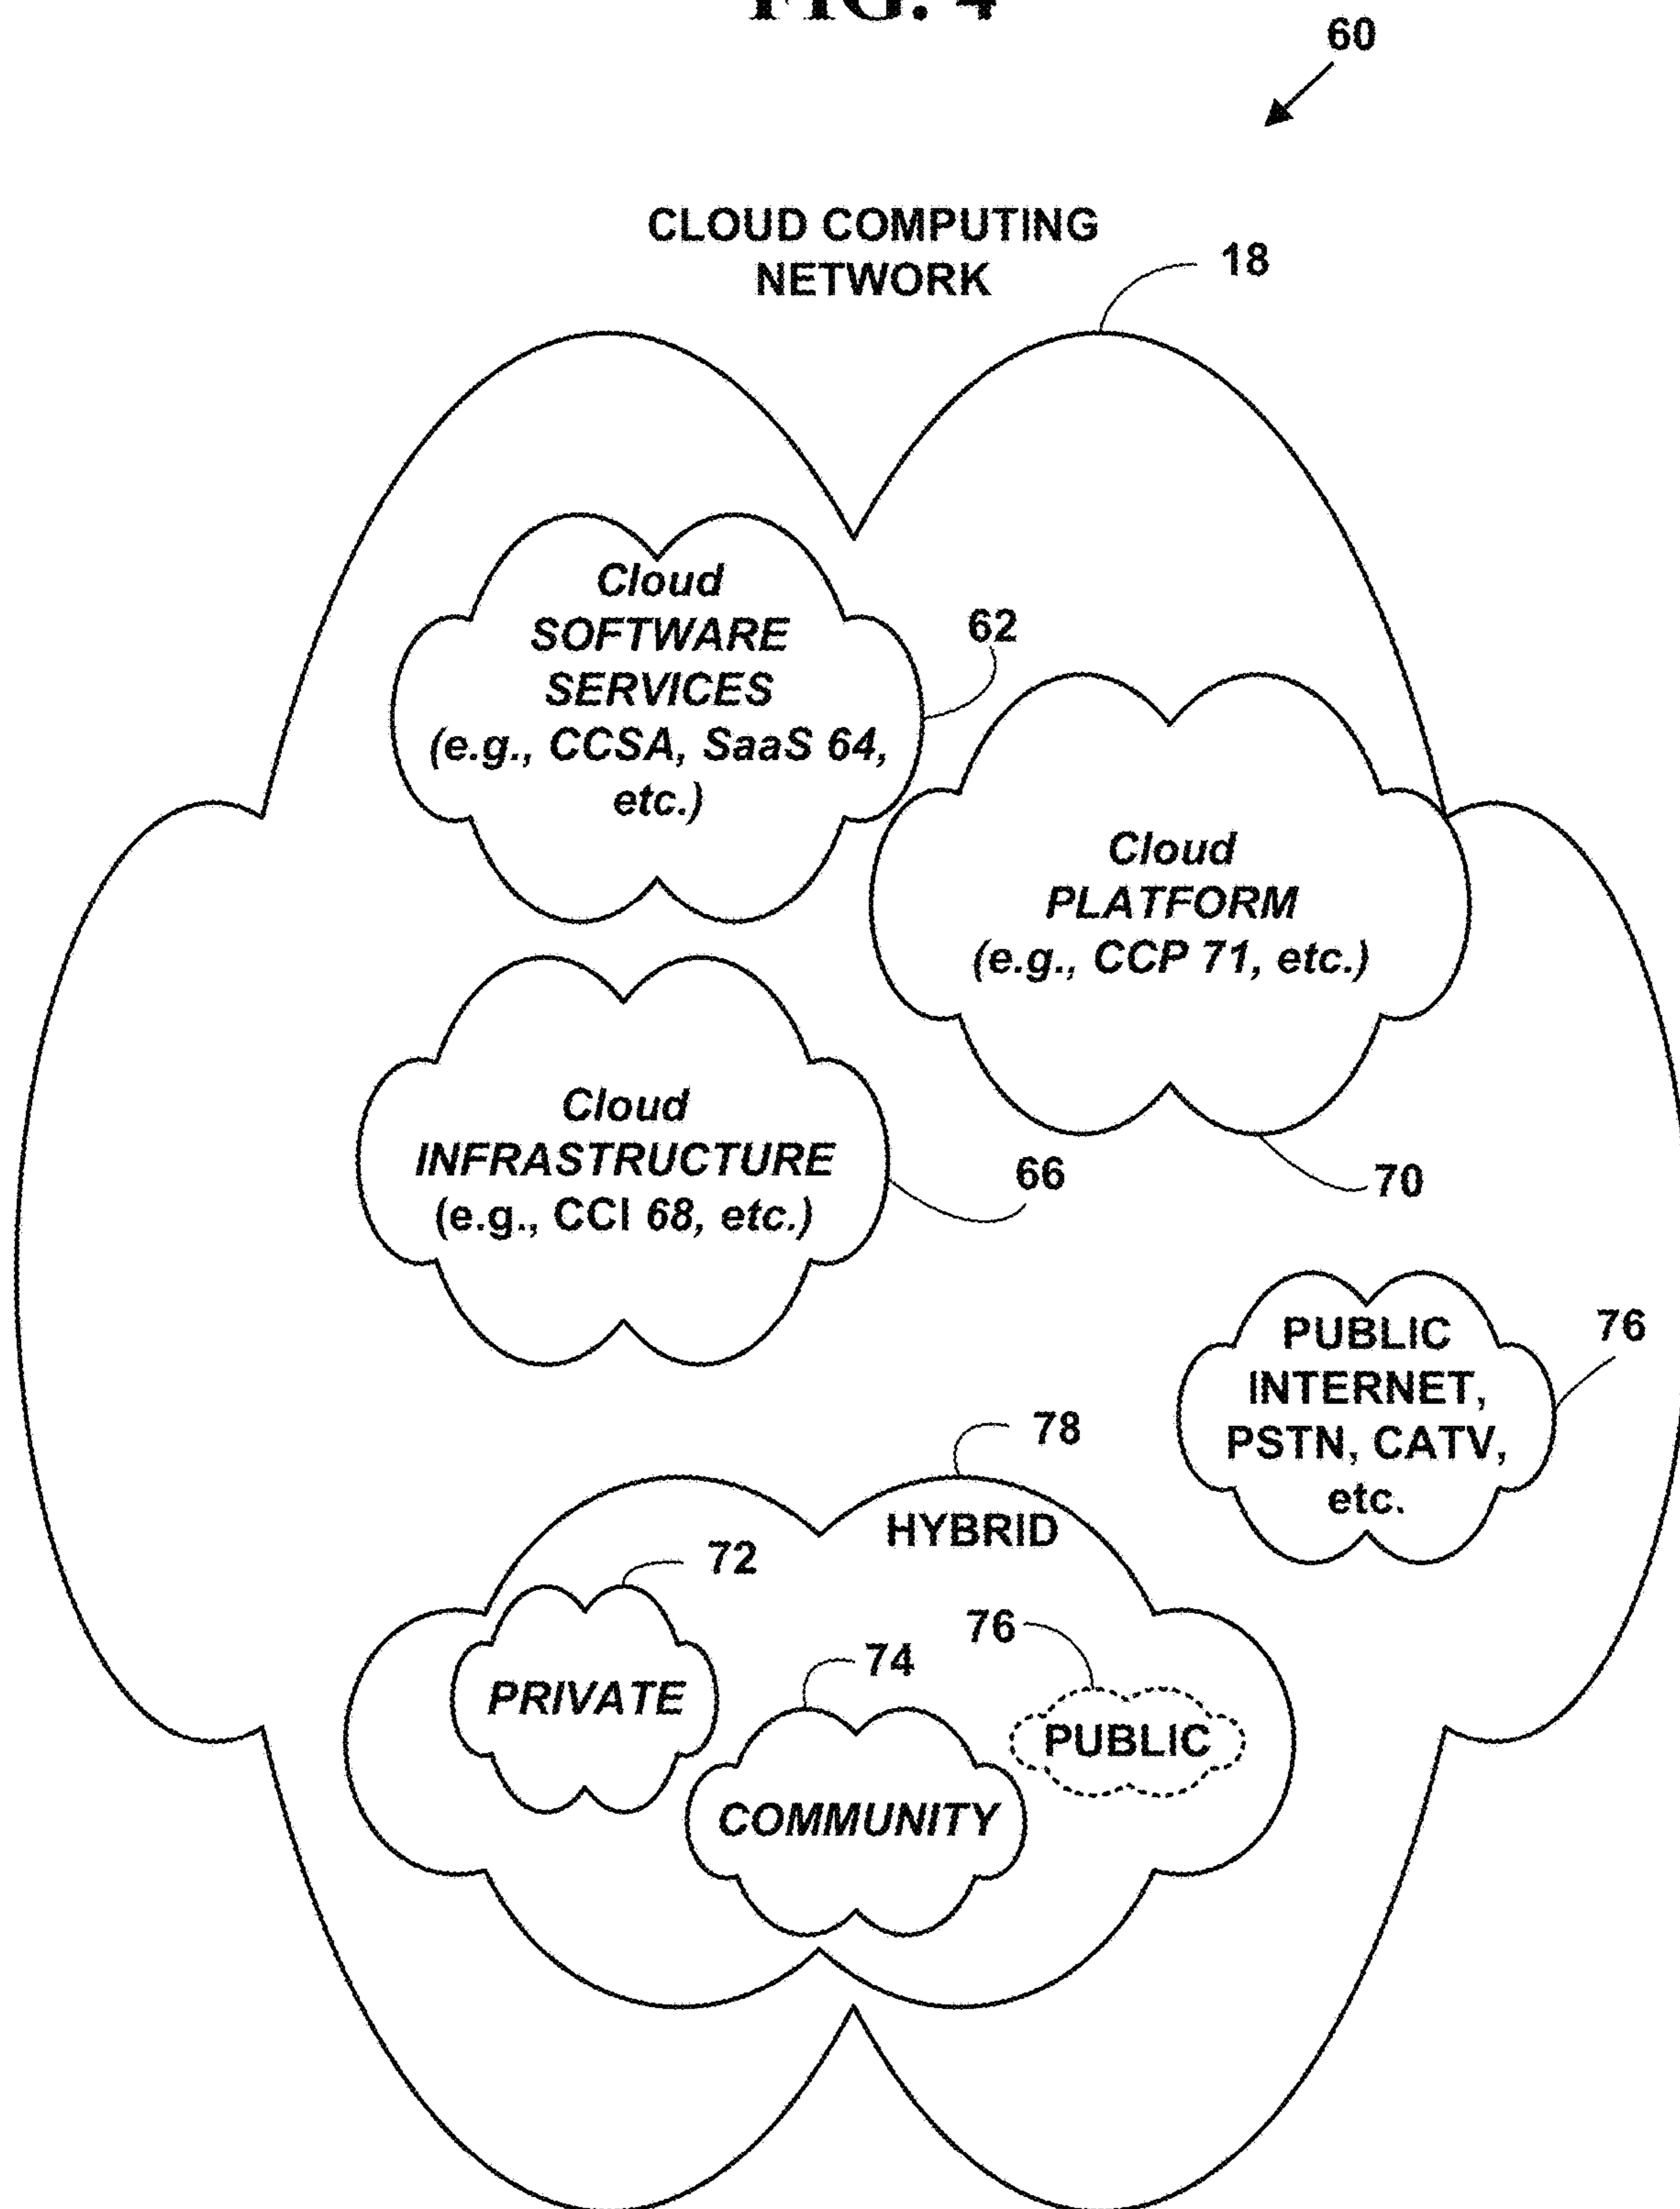 FIG. 4
60
CLOUD COMPUTING
NETWORK
18
Cloud
SOFTWARE
SERVICES
(e.g., CCSA, SaaS 64,
etc.)
62
Cloud
PLATFORM
(e.g., CCP 71, etc.)
70
Cloud
INFRASTRUCTURE
(e.g., CCI 68, etc.)
66
PUBLIC
INTERNET,
PSTN, CATV,
etc.
76
78
HYBRID
72
PRIVATE
74
COMMUNITY
76
PUBLIC